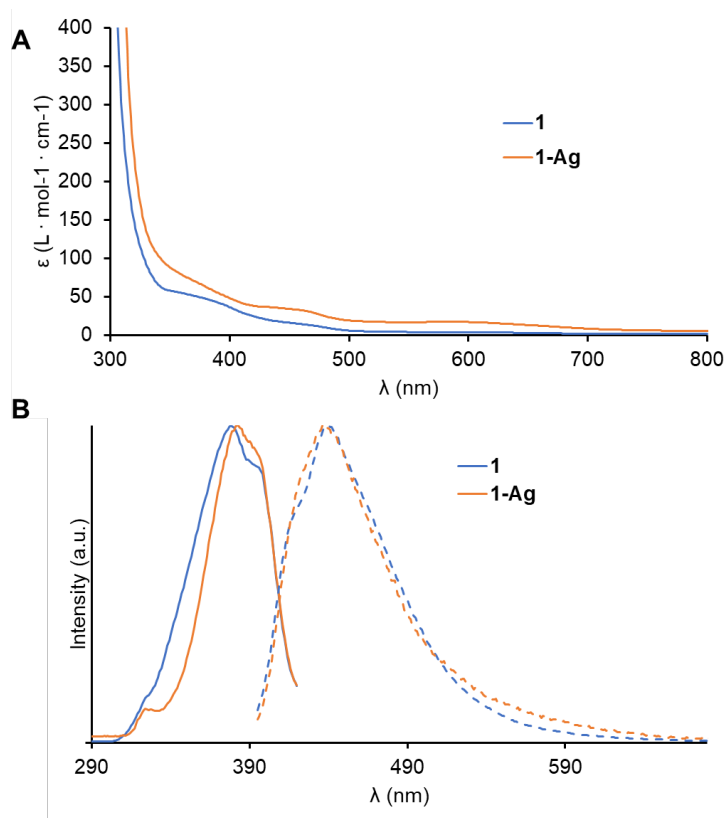 A
400
350
300
250
200
150
100
50
0
ε (L · mol-1 · cm-1)
1
1-Ag
300 400 500 600 700 800
λ (nm)
B
1
1-Ag
Intensity (a.u.)
290 390 490 590
λ (nm)